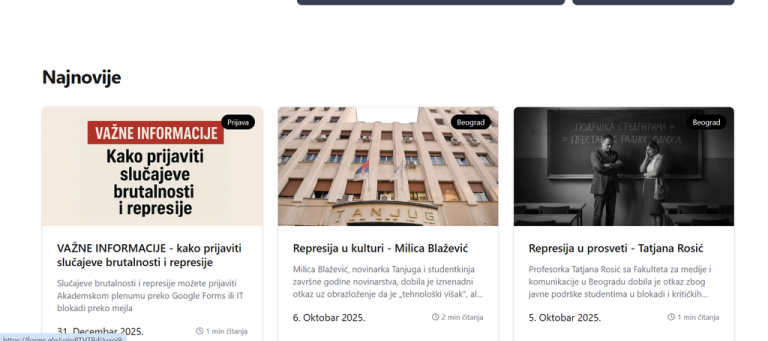 Najnovije
Prijava
VAŽNE INFORMACIJE
Kako prijaviti
slučajeve
brutalnosti
i represije
VAŽNE INFORMACIJE - kako prijaviti
slučajeve brutalnosti i represije
Slučajeve brutalnosti i represije možete prijaviti
Akademskom plenumu preko Google Forms ili IT
blokadi preko mejla
31. Decembar 2025.
1 min čitanja
Beograd
TANJUG
Represija u kulturi - Milica Blažević
Milica Blažević, novinarka Tanjuga i studentkinja
završne godine novinarstva, dobila je iznenadni
otkaz uz obrazloženje da je „tehnološki višak", al...
6. Oktobar 2025.
2 min čitanja
Beograd
ПОДРШКА СТУДЕНТИМА =
= ПРЕСТАНАК РАДНОГ ОДНОСА
Represija u prosveti - Tatjana Rosić
Profesorka Tatjana Rosić sa Fakulteta za medije i
komunikacije u Beogradu dobila je otkaz zbog
javne podrške studentima u blokadi i kritičkih...
5. Oktobar 2025.
1 min čitanja